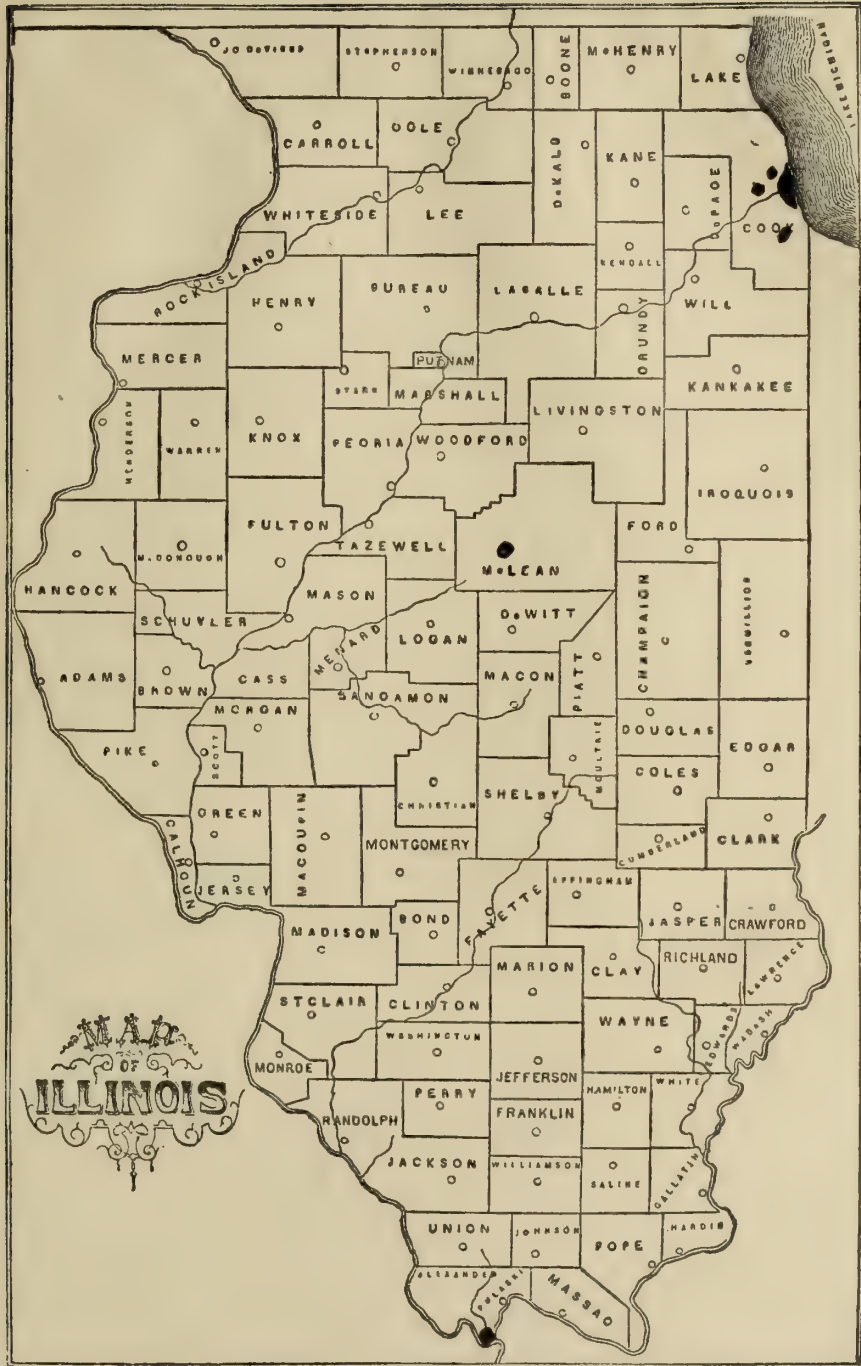 JO DAVIESS
STEPHENSON
WINNEBAGO
BOONE
McHENRY
LAKE
LAKE MICHIGAN
CARROLL
OGLE
DeKALB
KANE
DuPAGE
COOK
WHITESIDE
LEE
KENDALL
ROCK ISLAND
HENRY
BUREAU
LASALLE
GRUNDY
WILL
MERCER
PUTNAM
STARK
MARSHALL
LIVINGSTON
KANKAKEE
HENDERSON
WARREN
KNOX
PEORIA
WOODFORD
IROQUOIS
FULTON
TAZEWELL
McLEAN
FORD
HANCOCK
McDONOUGH
MASON
SCHUYLER
LOGAN
DeWITT
CHAMPAIGN
VERMILLION
ADAMS
BROWN
CASS
MENARD
SANGAMON
MACON
PIATT
MORGAN
DOUGLAS
PIKE
SCOTT
EDGAR
CHRISTIAN
SHELBY
MOULTRIE
COLES
CALHOUN
GREEN
MACOUPIN
MONTGOMERY
CUMBERLAND
CLARK
JERSEY
FAYETTE
EFFINGHAM
JASPER
CRAWFORD
MADISON
BOND
MARION
CLAY
RICHLAND
LAWRENCE
ST CLAIR
CLINTON
WAYNE
EDWARDS
WABASH
WASHINGTON
MONROE
JEFFERSON
HAMILTON
WHITE
RANDOLPH
PERRY
FRANKLIN
JACKSON
WILLIAMSON
SALINE
GALLATIN
UNION
JOHNSON
POPE
HARDIN
ALEXANDER
PULASKI
MASSAC
MAP
OF
ILLINOIS